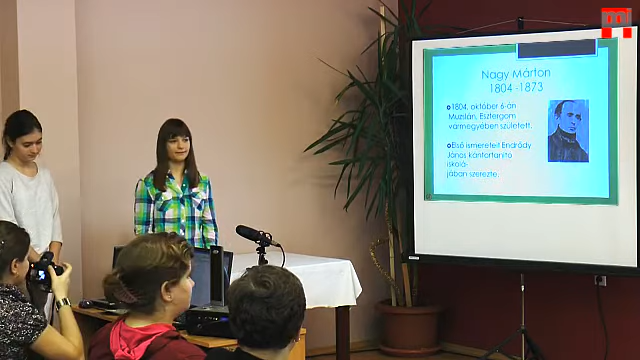 Nagy Márton
1804 -1873
1804, október 6-án
Muzslán, Esztergom
vármegyében született.
Első ismereteit Endrődy
János kántortanító
iskolá-
jában szerezte.